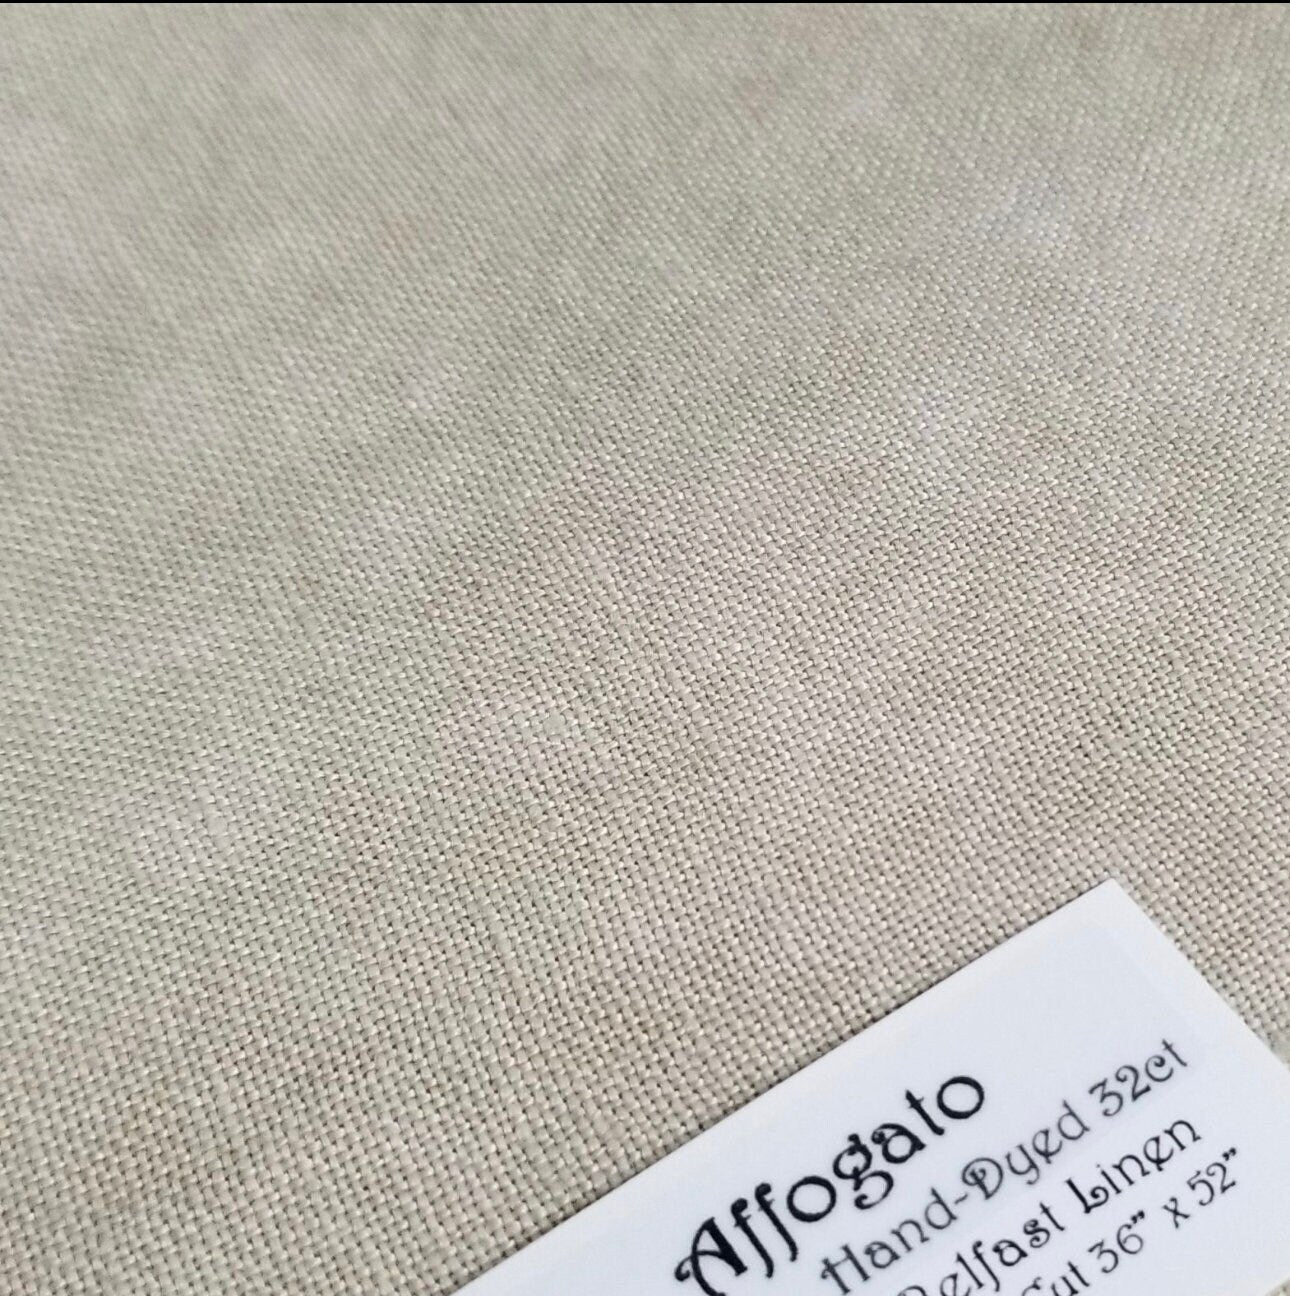 Affogato
Hand-Dyed 32ct
Belfast Linen
Cut 36" x 52"